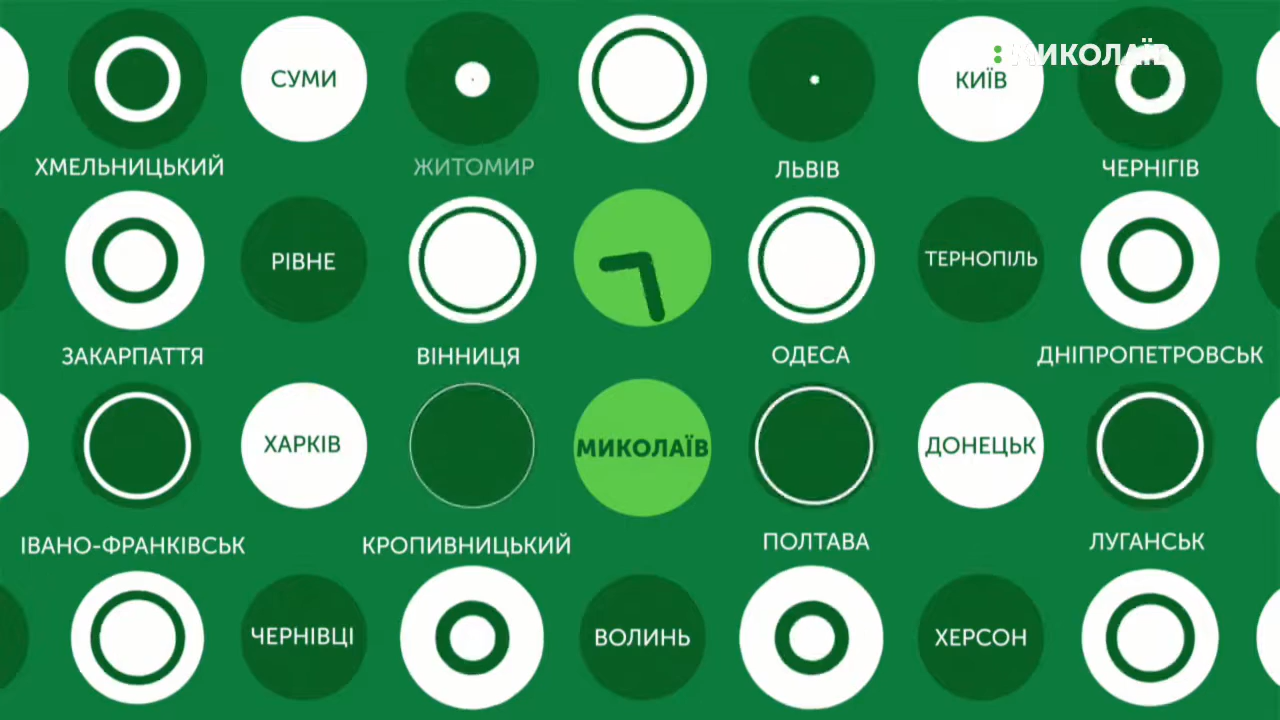 МИКОЛАЇВ
СУМИ
КИЇВ
ХМЕЛЬНИЦЬКИЙ
ЖИТОМИР
ЛЬВІВ
ЧЕРНІГІВ
РІВНЕ
ТЕРНОПІЛЬ
ЗАКАРПАТТЯ
ВІННИЦЯ
ОДЕСА
ДНІПРОПЕТРОВСЬК
ХАРКІВ
МИКОЛАЇВ
ДОНЕЦЬК
ІВАНО-ФРАНКІВСЬК
КРОПИВНИЦЬКИЙ
ПОЛТАВА
ЛУГАНСЬК
ЧЕРНІВЦІ
ВОЛИНЬ
ХЕРСОН